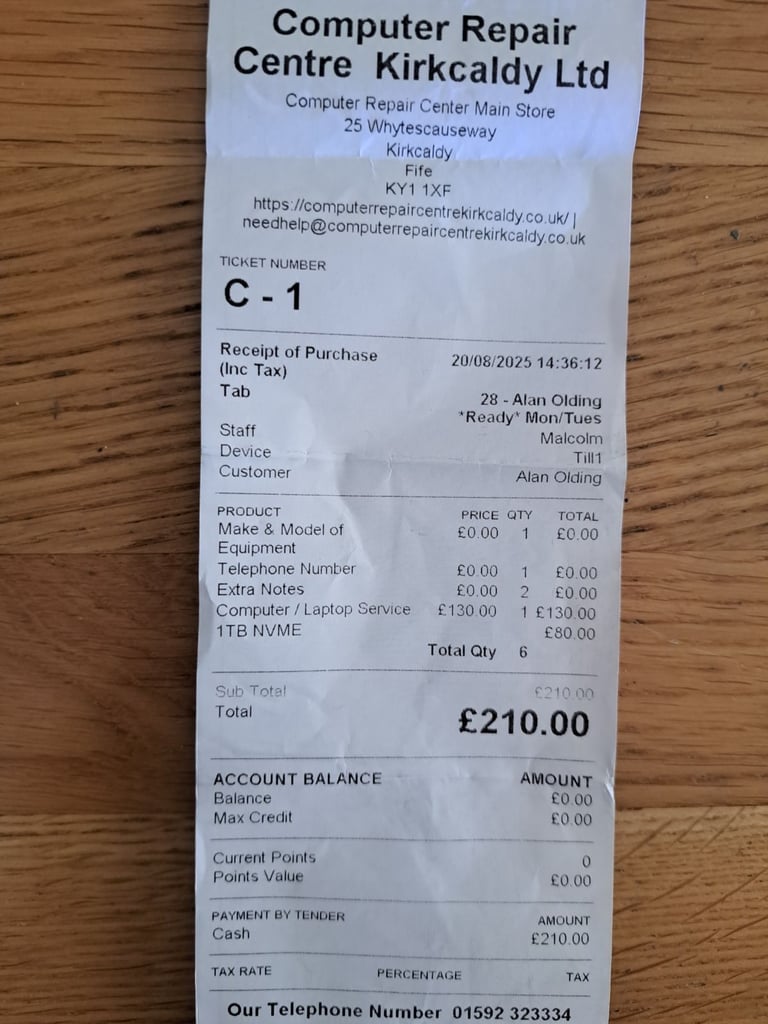 Computer Repair
Centre Kirkcaldy Ltd
Computer Repair Center Main Store
25 Whytescauseway
Kirkcaldy
Fife
KY1 1XF
https://computerrepaircentrekirkcaldy.co.uk/ |
needhelp@computerrepaircentrekirkcaldy.co.uk
TICKET NUMBER
C - 1
Receipt of Purchase 20/08/2025 14:36:12
(Inc Tax)
Tab 28 - Alan Olding
*Ready* Mon/Tues
Staff Malcolm
Device Till1
Customer Alan Olding
PRODUCT PRICE QTY TOTAL
Make & Model of £0.00 1 £0.00
Equipment
Telephone Number £0.00 1 £0.00
Extra Notes £0.00 2 £0.00
Computer / Laptop Service £130.00 1 £130.00
1TB NVME £80.00
Total Qty 6
Sub Total £210.00
Total £210.00
ACCOUNT BALANCE AMOUNT
Balance £0.00
Max Credit £0.00
Current Points 0
Points Value £0.00
PAYMENT BY TENDER AMOUNT
Cash £210.00
TAX RATE PERCENTAGE TAX
Our Telephone Number 01592 323334